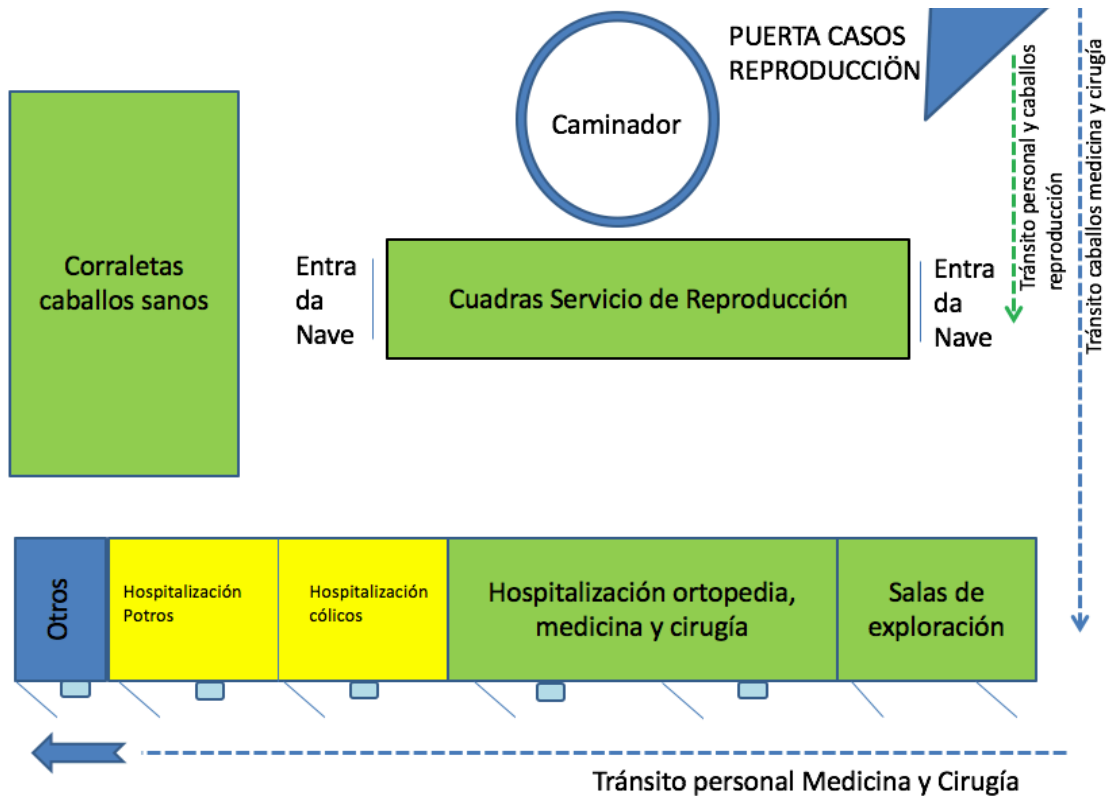 PUERTA CASOS
REPRODUCCIÖN
Caminador
Tránsito personal y caballos
reproducción
Tránsito caballos medicina y cirugía
Corraletas
caballos sanos
Entra
da
Nave
Cuadras Servicio de Reproducción
Entra
da
Nave
Otros
Hospitalización
Potros
Hospitalización
cólicos
Hospitalización ortopedia,
medicina y cirugía
Salas de
exploración
Tránsito personal Medicina y Cirugía